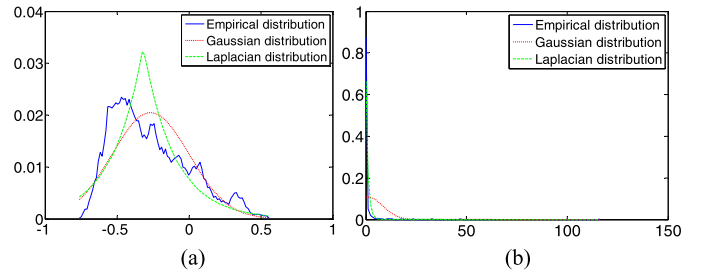 0.04
0.03
0.02
0.01
0
-1
-0.5
0
0.5
1
Empirical distribution
Gaussian distribution
Laplacian distribution
(a)
1
0.8
0.6
0.4
0.2
0
0
50
100
150
Empirical distribution
Gaussian distribution
Laplacian distribution
(b)